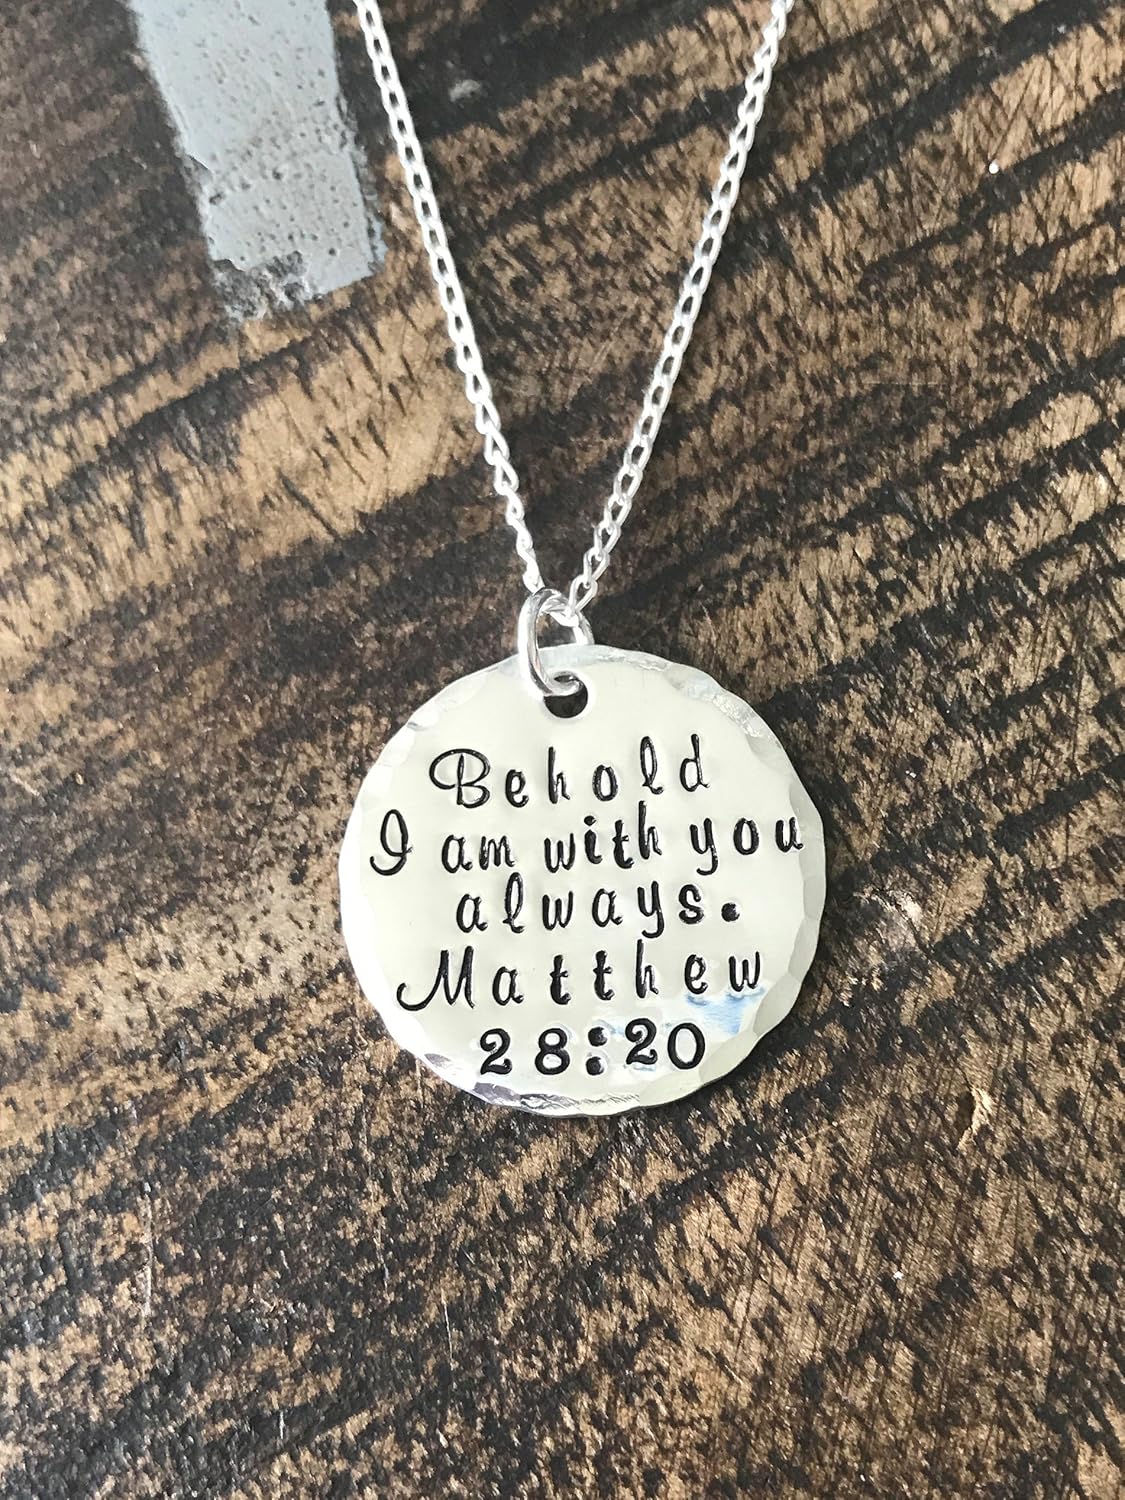 Behold
I am with you
always.
Matthew
28:20